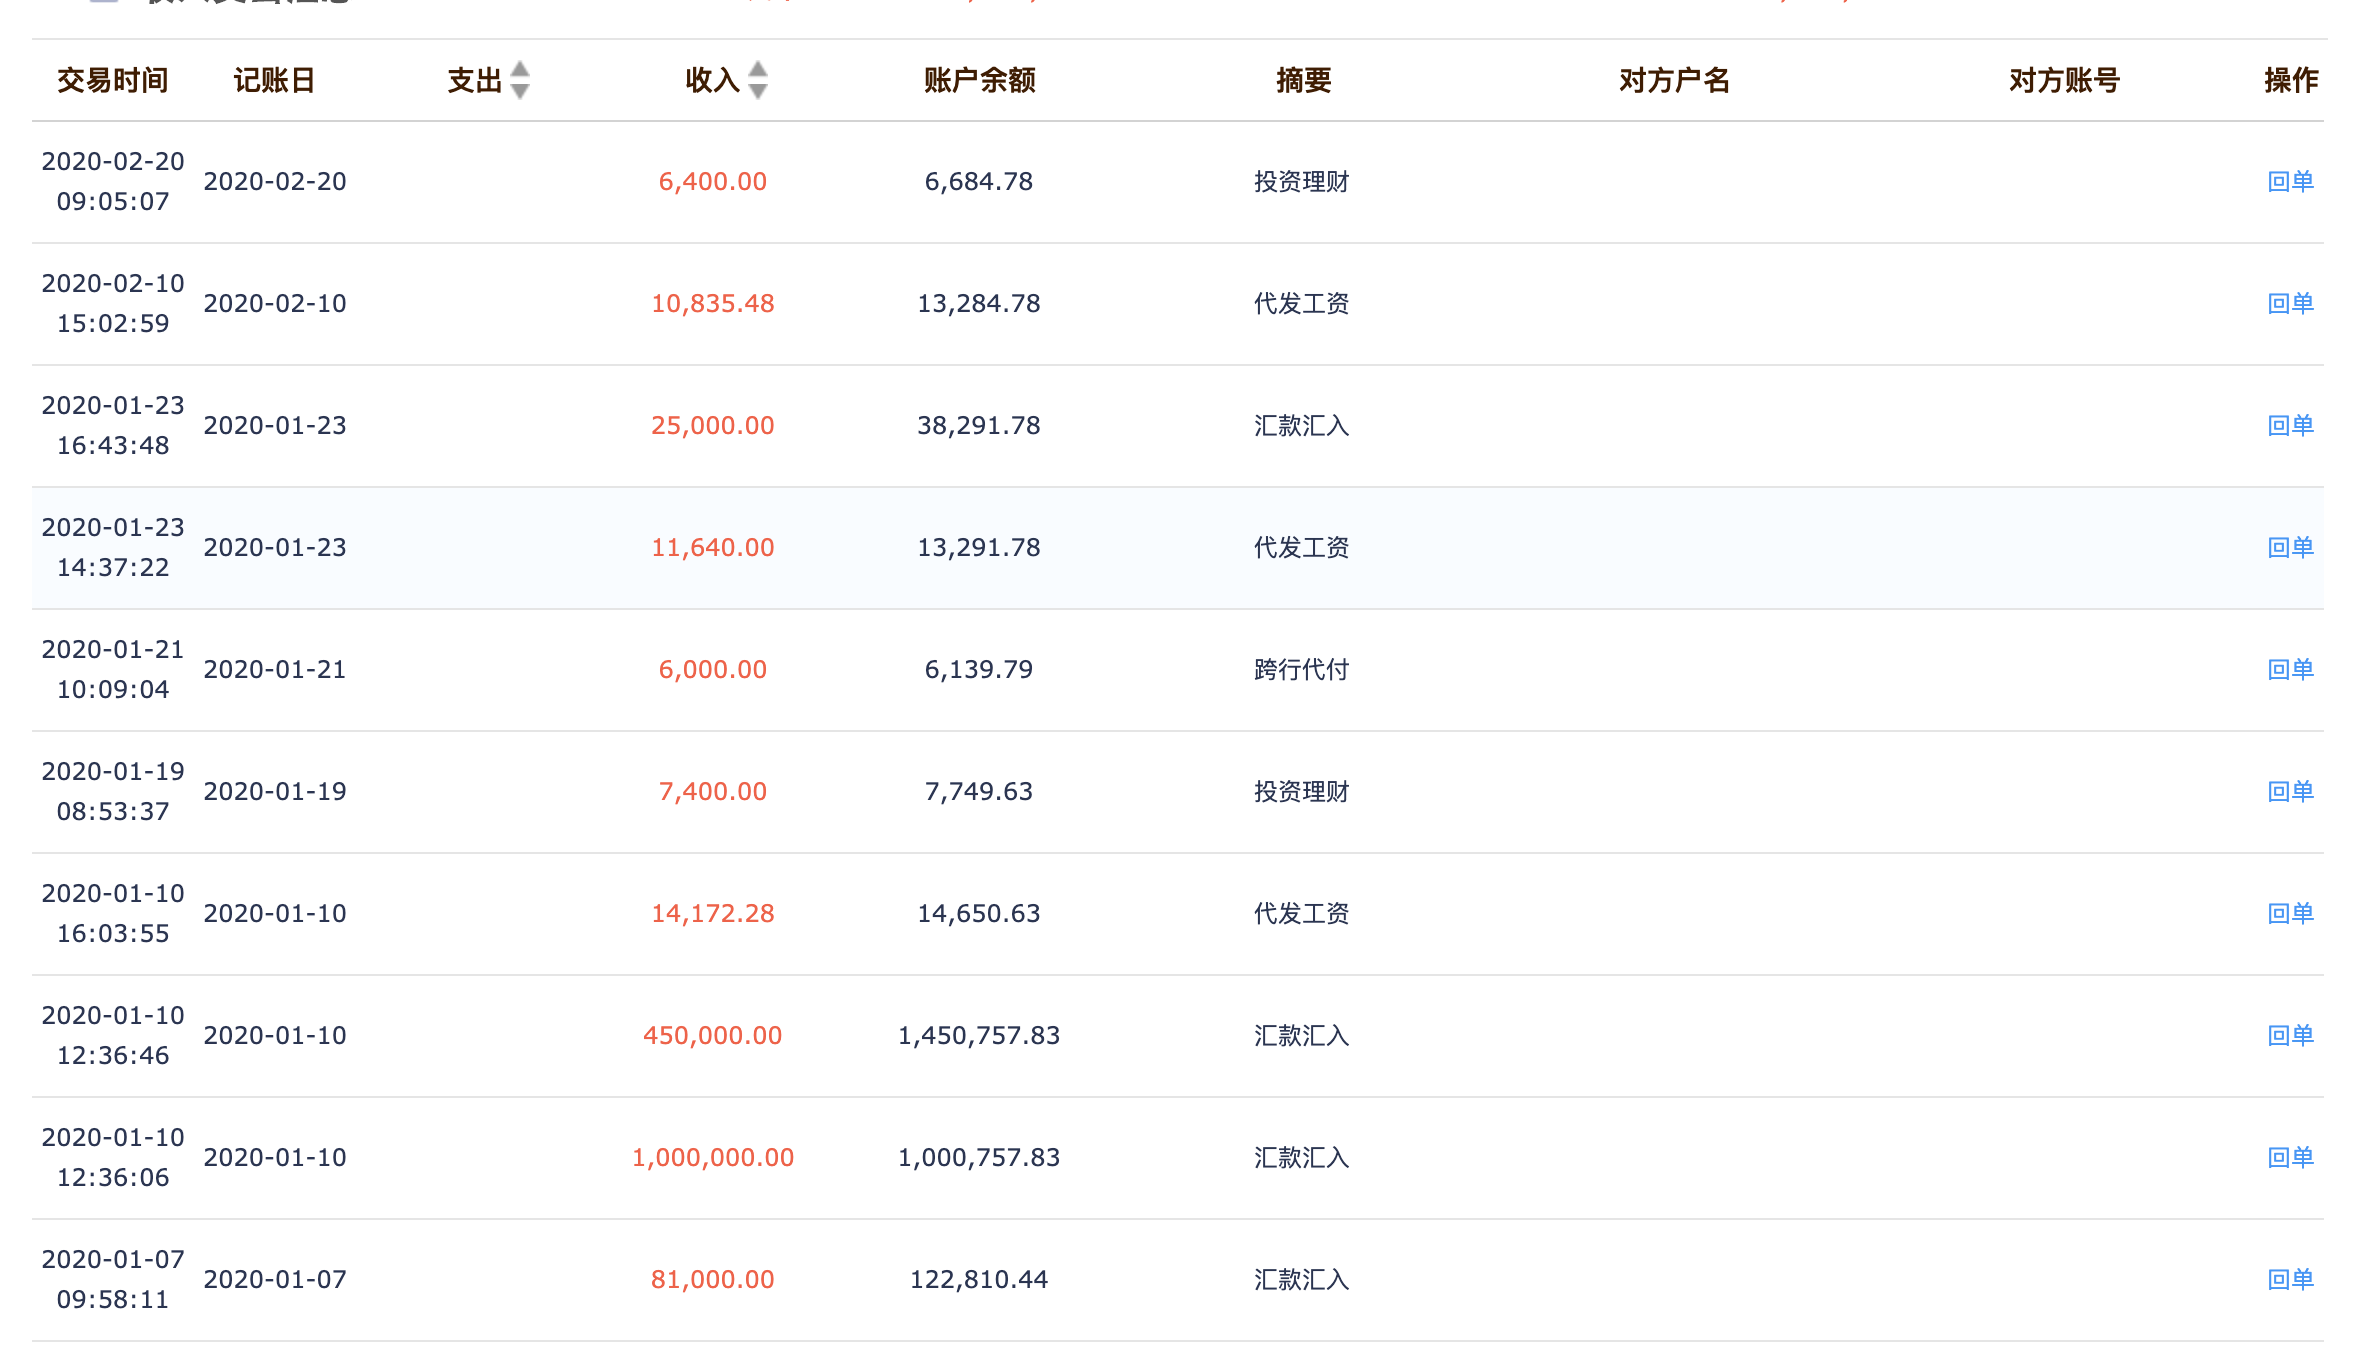 交易时间 记账日 支出 收入 账户余额 摘要 对方户名 对方账号 操作
2020-02-20
09:05:07 2020-02-20 6,400.00 6,684.78 投资理财 回单
2020-02-10
15:02:59 2020-02-10 10,835.48 13,284.78 代发工资 回单
2020-01-23
16:43:48 2020-01-23 25,000.00 38,291.78 汇款汇入 回单
2020-01-23
14:37:22 2020-01-23 11,640.00 13,291.78 代发工资 回单
2020-01-21
10:09:04 2020-01-21 6,000.00 6,139.79 跨行代付 回单
2020-01-19
08:53:37 2020-01-19 7,400.00 7,749.63 投资理财 回单
2020-01-10
16:03:55 2020-01-10 14,172.28 14,650.63 代发工资 回单
2020-01-10
12:36:46 2020-01-10 450,000.00 1,450,757.83 汇款汇入 回单
2020-01-10
12:36:06 2020-01-10 1,000,000.00 1,000,757.83 汇款汇入 回单
2020-01-07
09:58:11 2020-01-07 81,000.00 122,810.44 汇款汇入 回单